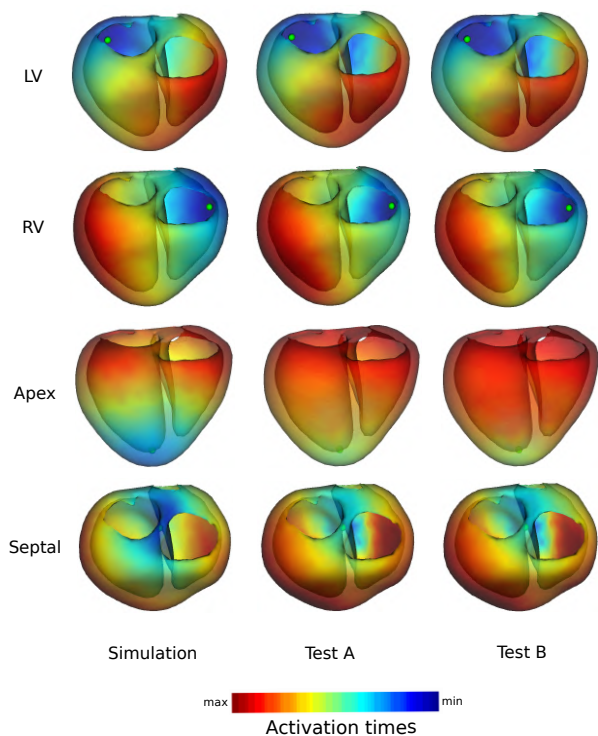 LV
RV
Apex
Septal
Simulation Test A Test B
max min
Activation times